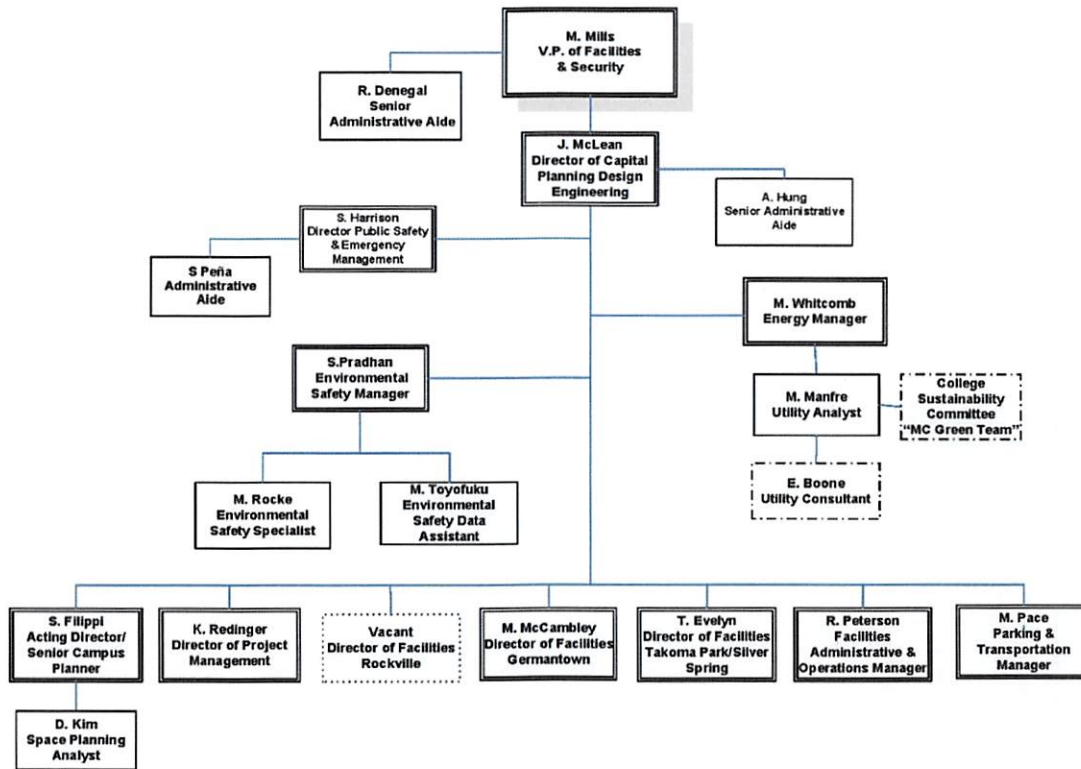 M. Mills
V.P. of Facilities
& Security
R. Denegal
Senior
Administrative Aide
J. McLean
Director of Capital
Planning Design
Engineering
A. Hung
Senior Administrative
Aide
S. Harrison
Director Public Safety
& Emergency
Management
S Peña
Administrative
Aide
M. Whitcomb
Energy Manager
S.Pradhan
Environmental
Safety Manager
M. Manfre
Utility Analyst
College
Sustainability
Committee
“MC Green Team”
E. Boone
Utility Consultant
M. Rocke
Environmental
Safety Specialist
M. Toyofuku
Environmental
Safety Data
Assistant
S. Filippi
Acting Director/
Senior Campus
Planner
K. Redinger
Director of Project
Management
Vacant
Director of Facilities
Rockville
M. McCambley
Director of Facilities
Germantown
T. Evelyn
Director of Facilities
Takoma Park/Silver
Spring
R. Peterson
Facilities
Administrative &
Operations Manager
M. Pace
Parking &
Transportation
Manager
D. Kim
Space Planning
Analyst